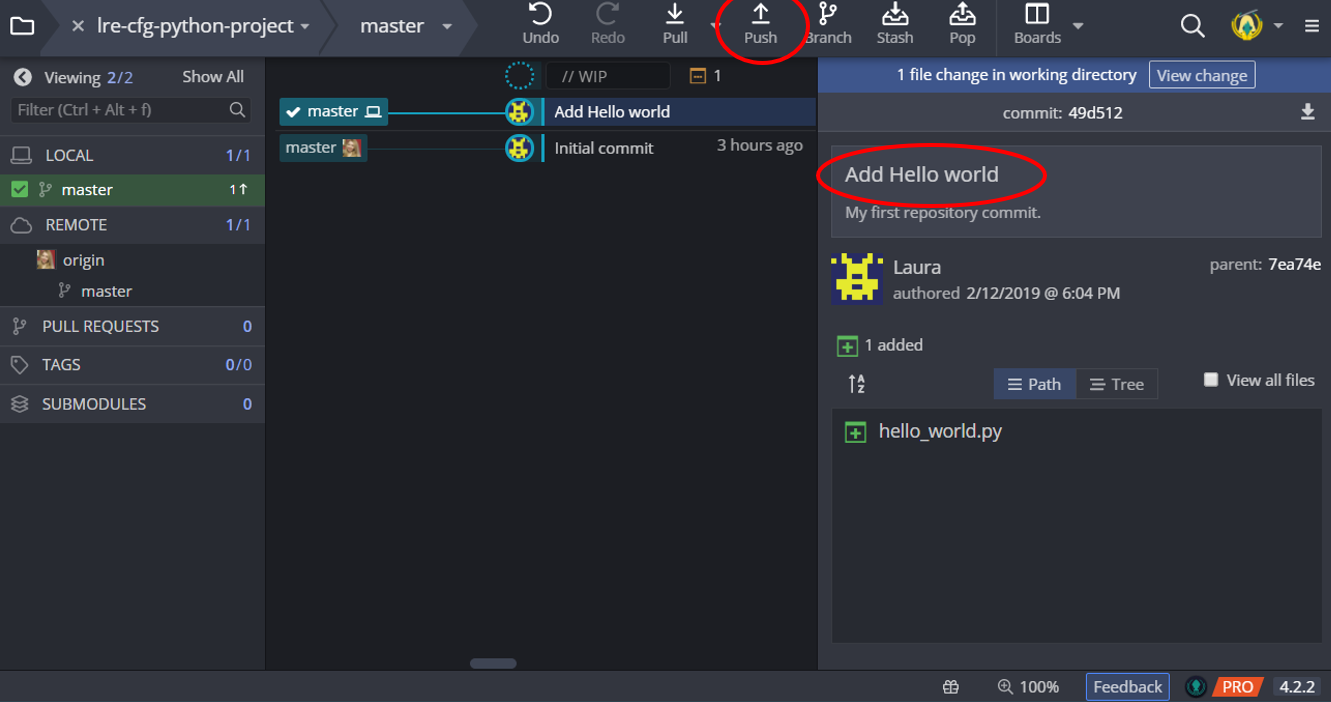 lre-cfg-python-project
master
Undo
Redo
Pull
Push
Branch
Stash
Pop
Boards
Viewing 2/2 Show All
Filter (Ctrl + Alt + f)
LOCAL 1/1
master 1↑
REMOTE 1/1
origin
master
PULL REQUESTS 0
TAGS 0/0
SUBMODULES 0
// WIP 1
master Add Hello world
master Initial commit 3 hours ago
1 file change in working directory View change
commit: 49d512
Add Hello world
My first repository commit.
Laura parent: 7ea74e
authored 2/12/2019 @ 6:04 PM
1 added
A
Z
Path Tree View all files
hello_world.py
100% Feedback PRO 4.2.2